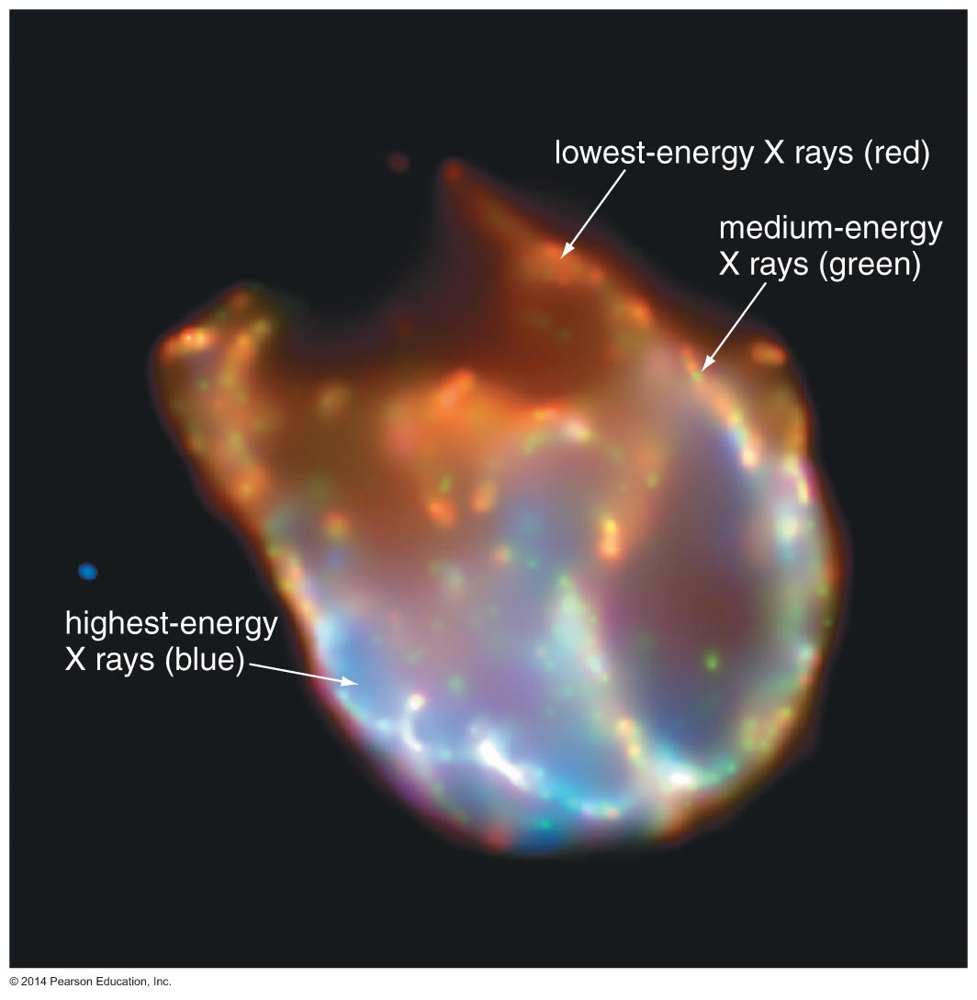 lowest-energy X rays (red)
medium-energy
X rays (green)
highest-energy
X rays (blue)
© 2014 Pearson Education, Inc.